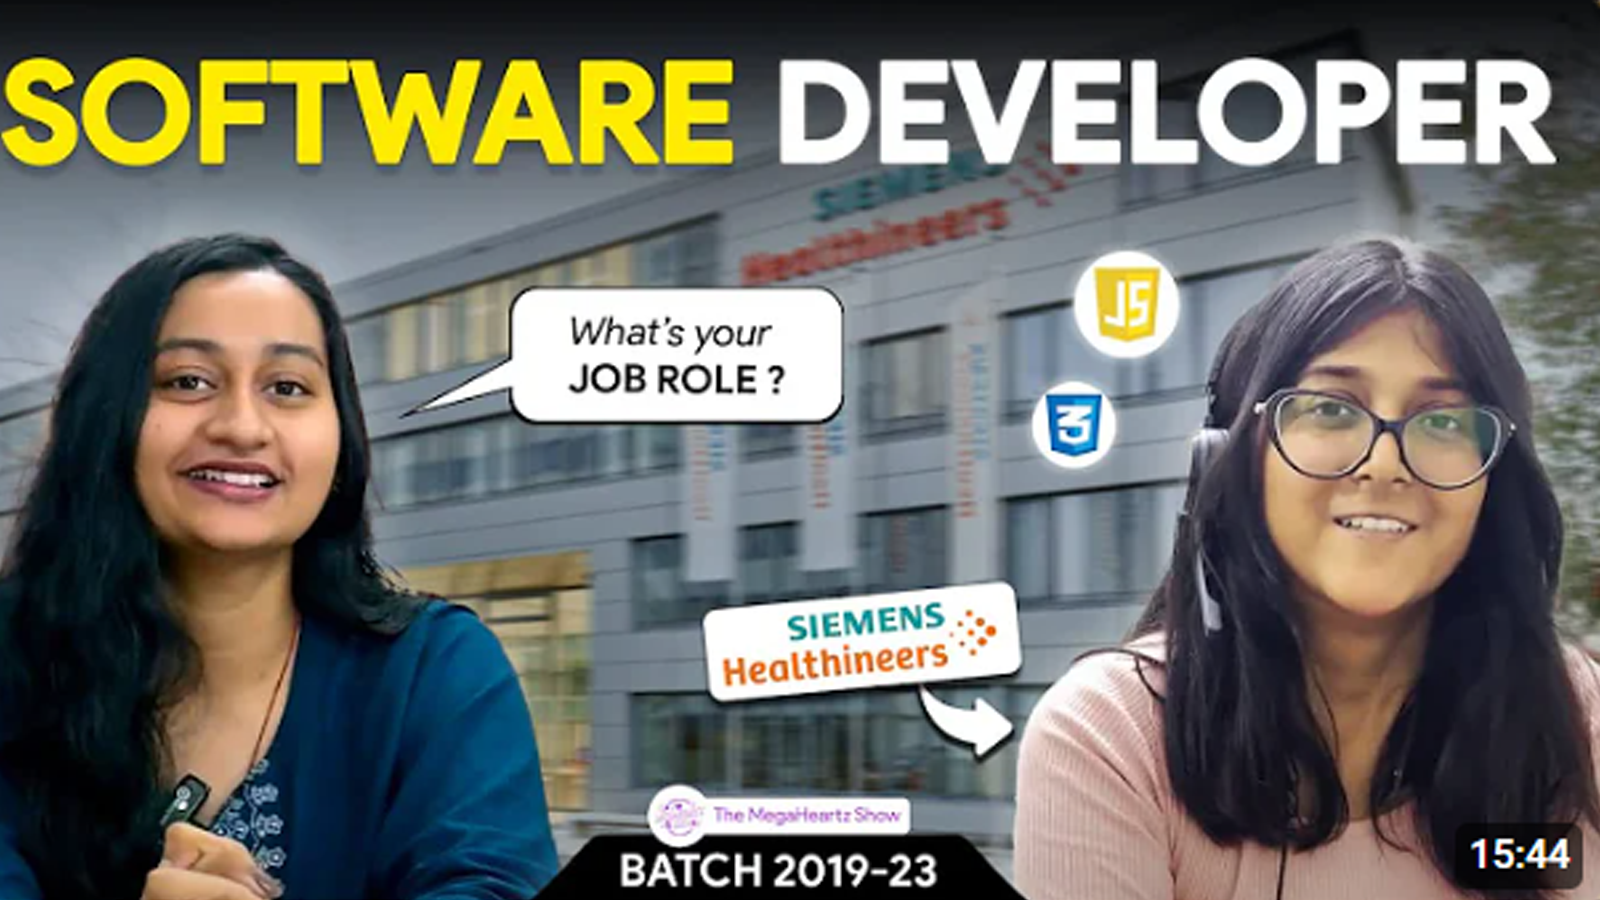 SOFTWARE DEVELOPER
SIEMENS
Healthineers
What's your
JOB ROLE ?
JS
3
SIEMENS
Healthineers
The MegaHeartz Show
BATCH 2019-23
15:44